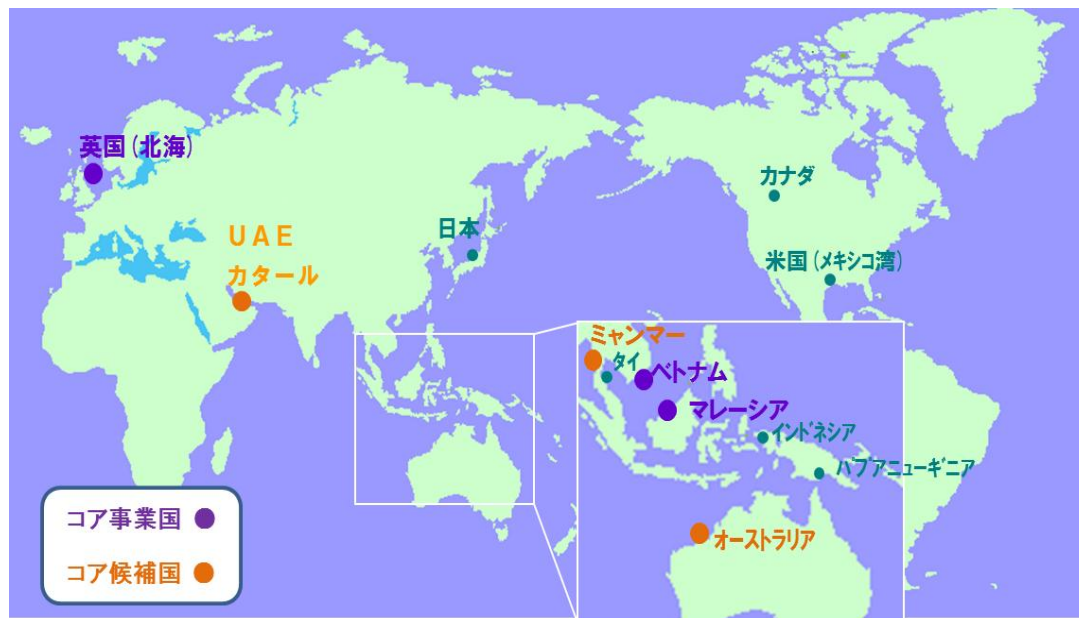 英国(北海)
UAE
カタール
日本
カナダ
米国(メキシコ湾)
ミャンマー
タイ
ベトナム
マレーシア
インドネシア
パプアニューギニア
オーストラリア
コア事業国
コア候補国